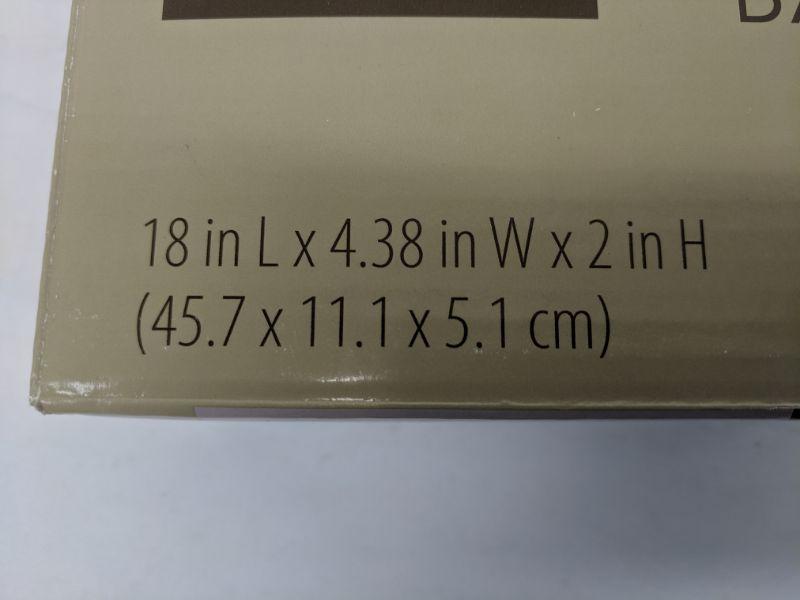 18 in L x 4.38 in W x 2 in H
(45.7 x 11.1 x 5.1 cm)